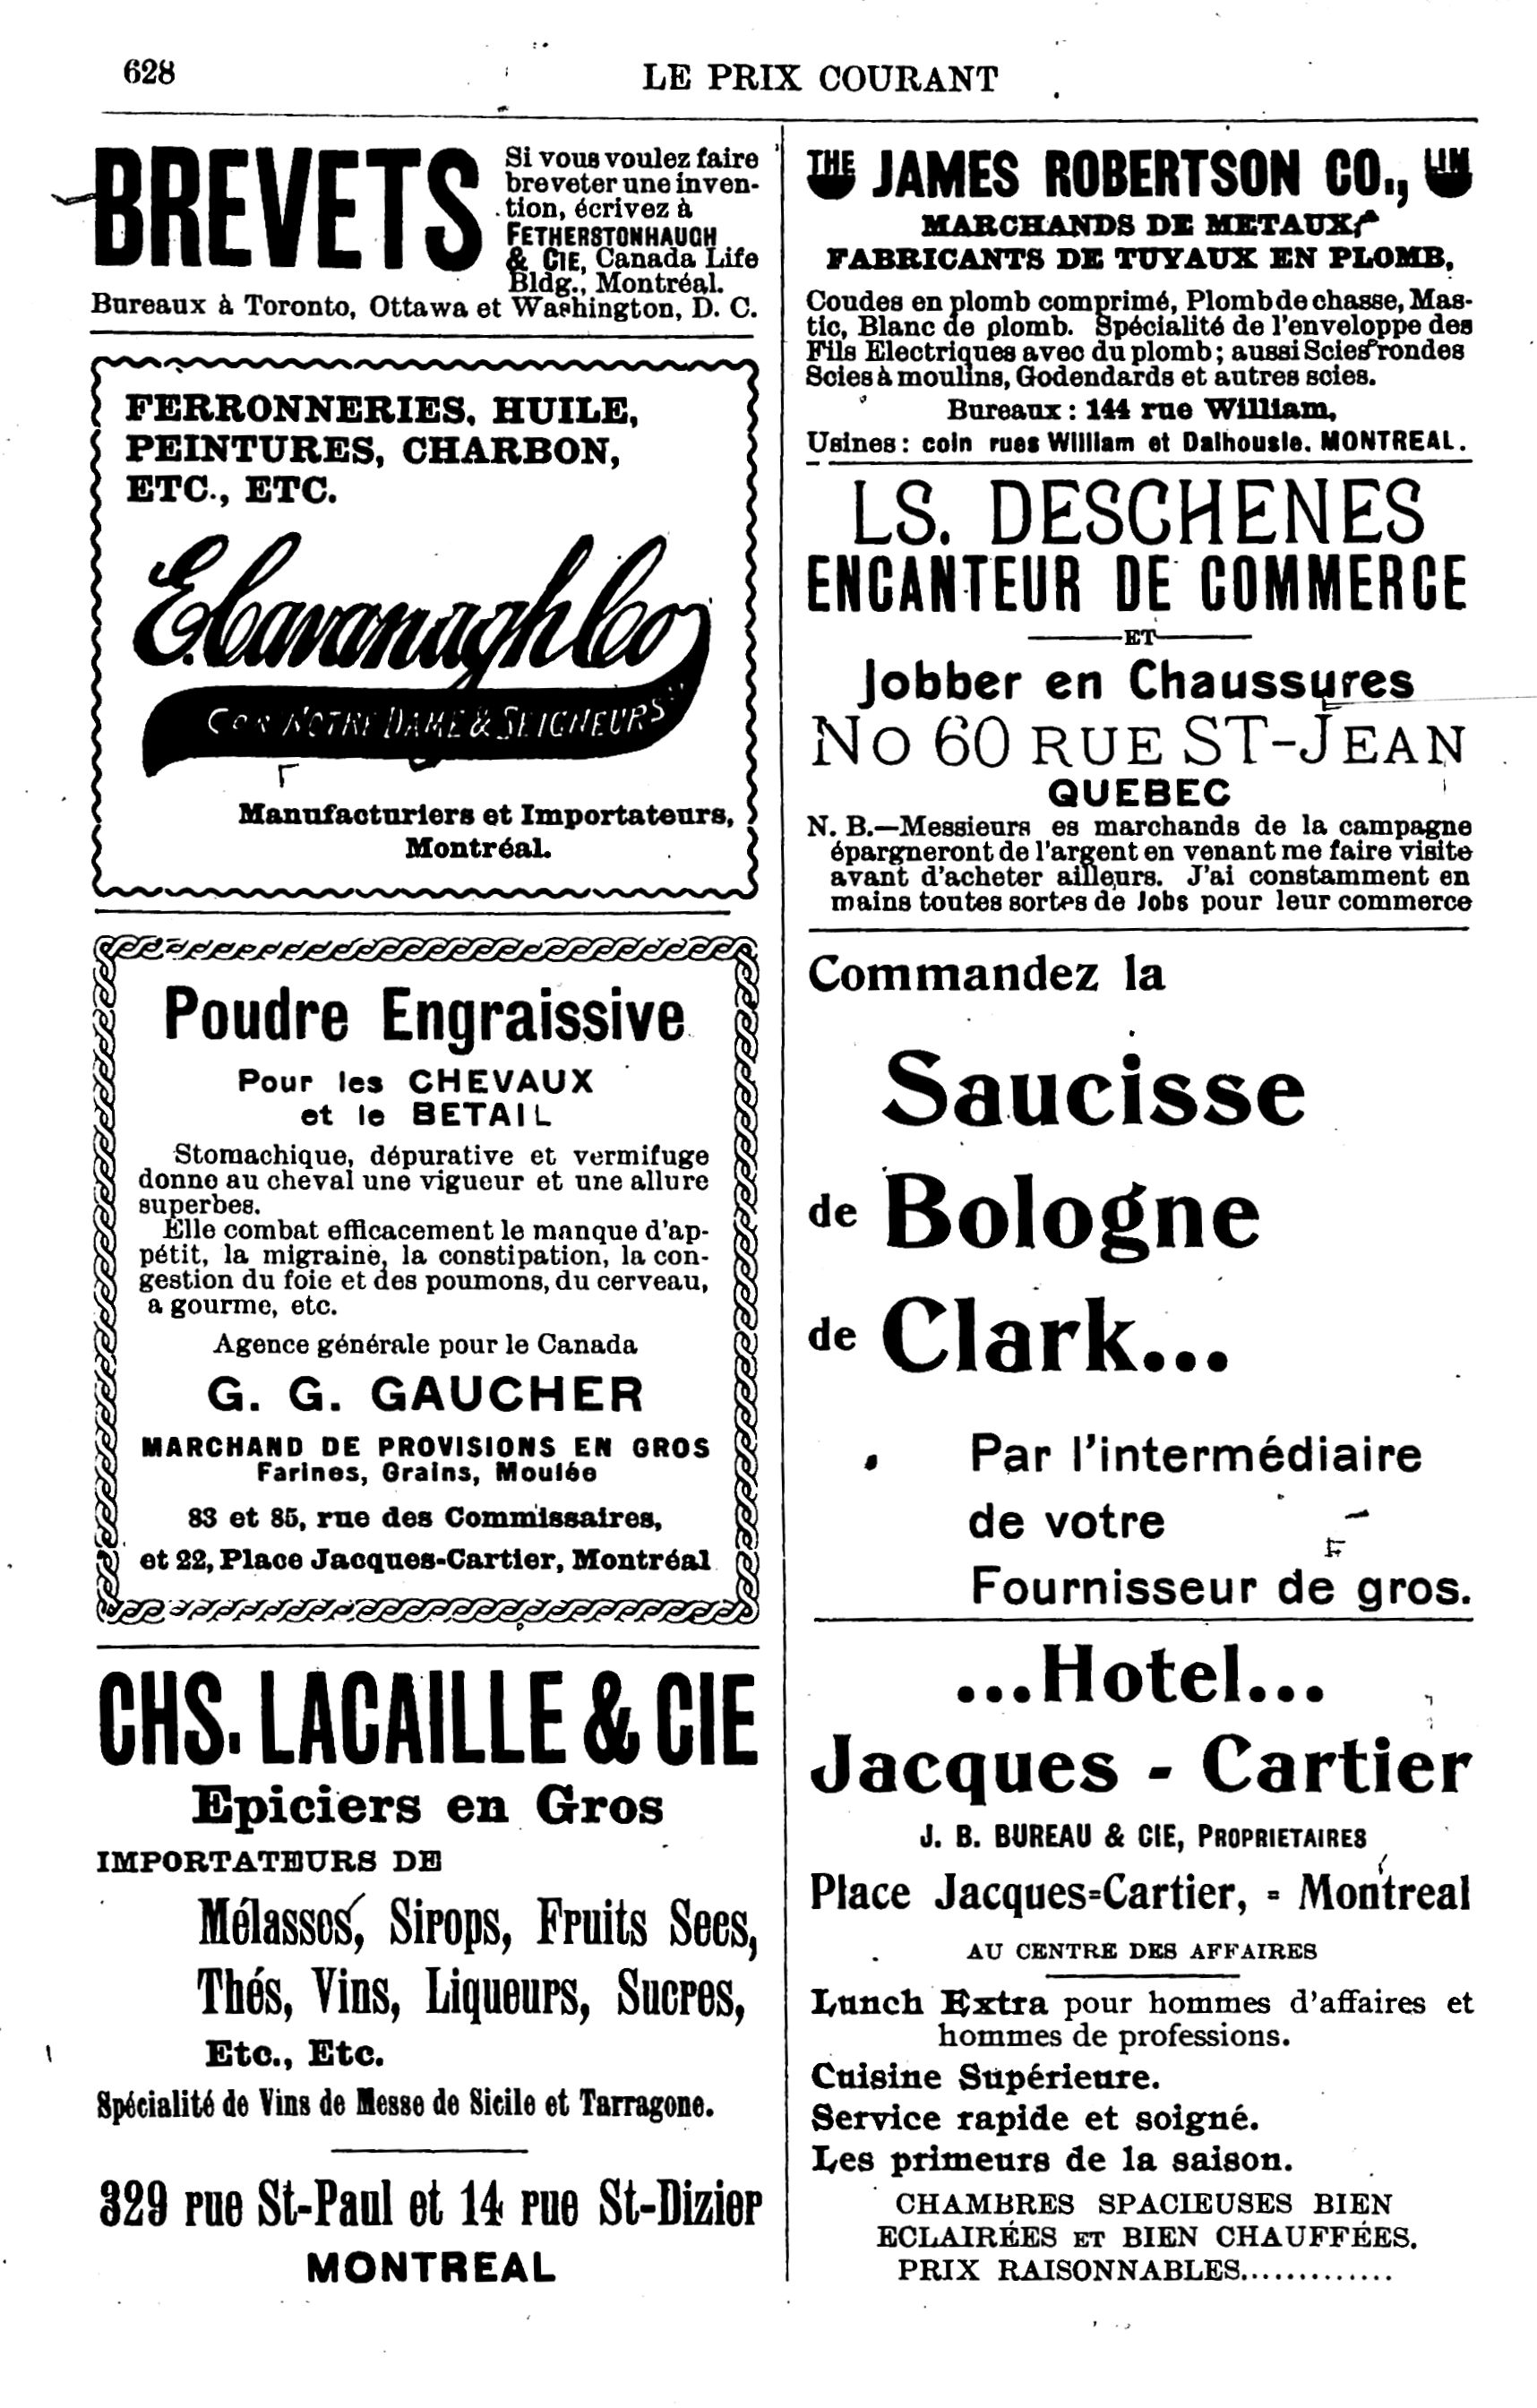 628
LE PRIX COURANT
BREVETS
Si vous voulez faire
breveter une inven-
tion, écrivez à
FETHERSTONHAUGH
& CIE, Canada Life
Bldg., Montréal.
Bureaux à Toronto, Ottawa et Washington, D. C.
FERRONNERIES, HUILE,
PEINTURES, CHARBON,
ETC., ETC.
E. Cavanagh Co
COR NOTRE DAME & SEIGNEURS
Manufacturiers et Importateurs,
Montréal.
Poudre Engraissive
Pour les CHEVAUX
et le BETAIL
Stomachique, dépurative et vermifuge
donne au cheval une vigueur et une allure
superbes.
Elle combat efficacement le manque d'ap-
pétit, la migraine, la constipation, la con-
gestion du foie et des poumons, du cerveau,
a gourme, etc.
Agence générale pour le Canada
G. G. GAUCHER
MARCHAND DE PROVISIONS EN GROS
Farines, Grains, Moulée
83 et 85, rue des Commissaires,
et 22, Place Jacques-Cartier, Montréal
CHS. LACAILLE & CIE
Epiciers en Gros
IMPORTATEURS DE
Mélasses, Sirops, Fruits Secs,
Thés, Vins, Liqueurs, Sucres,
Etc., Etc.
Spécialité de Vins de Messe de Sicile et Tarragone.
329 rue St-Paul et 14 rue St-Dizier
MONTREAL
THE JAMES ROBERTSON CO., LIM
MARCHANDS DE METAUX
FABRICANTS DE TUYAUX EN PLOMB,
Coudes en plomb comprimé, Plomb de chasse, Mas-
tic, Blanc de plomb. Spécialité de l'enveloppe des
Fils Electriques avec du plomb; aussi Scies rondes
Scies à moulins, Godendards et autres scies.
Bureaux: 144 rue William,
Usines: coin rues William et Dalhousie. MONTREAL.
LS. DESCHENES
ENCANTEUR DE COMMERCE
ET
Jobber en Chaussures
No 60 RUE ST-JEAN
QUEBEC
N. B.—Messieurs es marchands de la campagne
épargneront de l'argent en venant me faire visite
avant d'acheter ailleurs. J'ai constamment en
mains toutes sortes de Jobs pour leur commerce
Commandez la
Saucisse
de Bologne
de Clark...
Par l'intermédiaire
de votre
Fournisseur de gros.
...Hotel...
Jacques - Cartier
J. B. BUREAU & CIE, PROPRIETAIRES
Place Jacques=Cartier, = Montreal
AU CENTRE DES AFFAIRES
Lunch Extra pour hommes d'affaires et
hommes de professions.
Cuisine Supérieure.
Service rapide et soigné.
Les primeurs de la saison.
CHAMBRES SPACIEUSES BIEN
ECLAIRÉES ET BIEN CHAUFFÉES.
PRIX RAISONNABLES.............